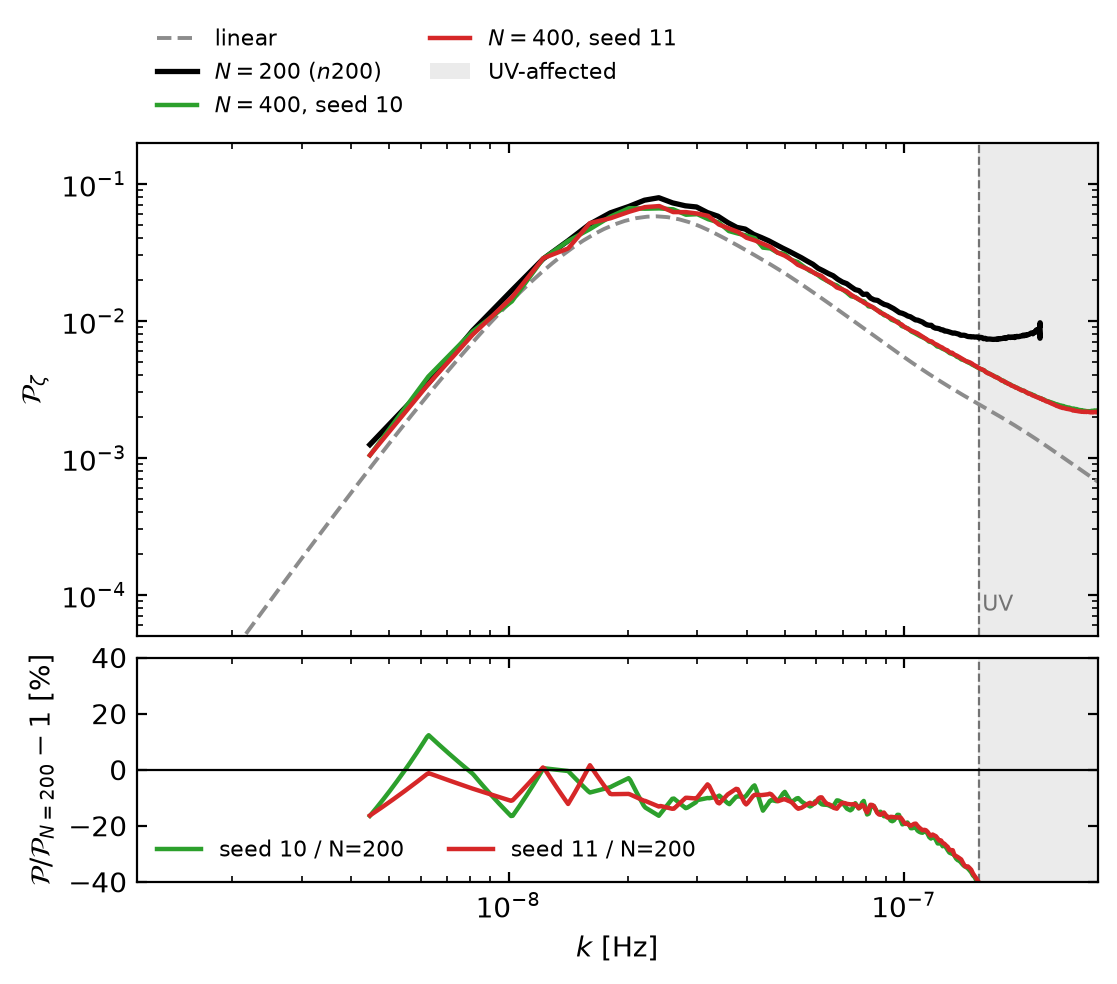 linear
N = 200 (n200)
N = 400, seed 10
N = 400, seed 11
UV-affected
10⁻¹
10⁻²
10⁻³
10⁻⁴
𝒫ζ
UV
40
20
0
−20
−40
𝒫/𝒫N = 200 − 1 [%]
seed 10 / N=200
seed 11 / N=200
10⁻⁸
10⁻⁷
k [Hz]